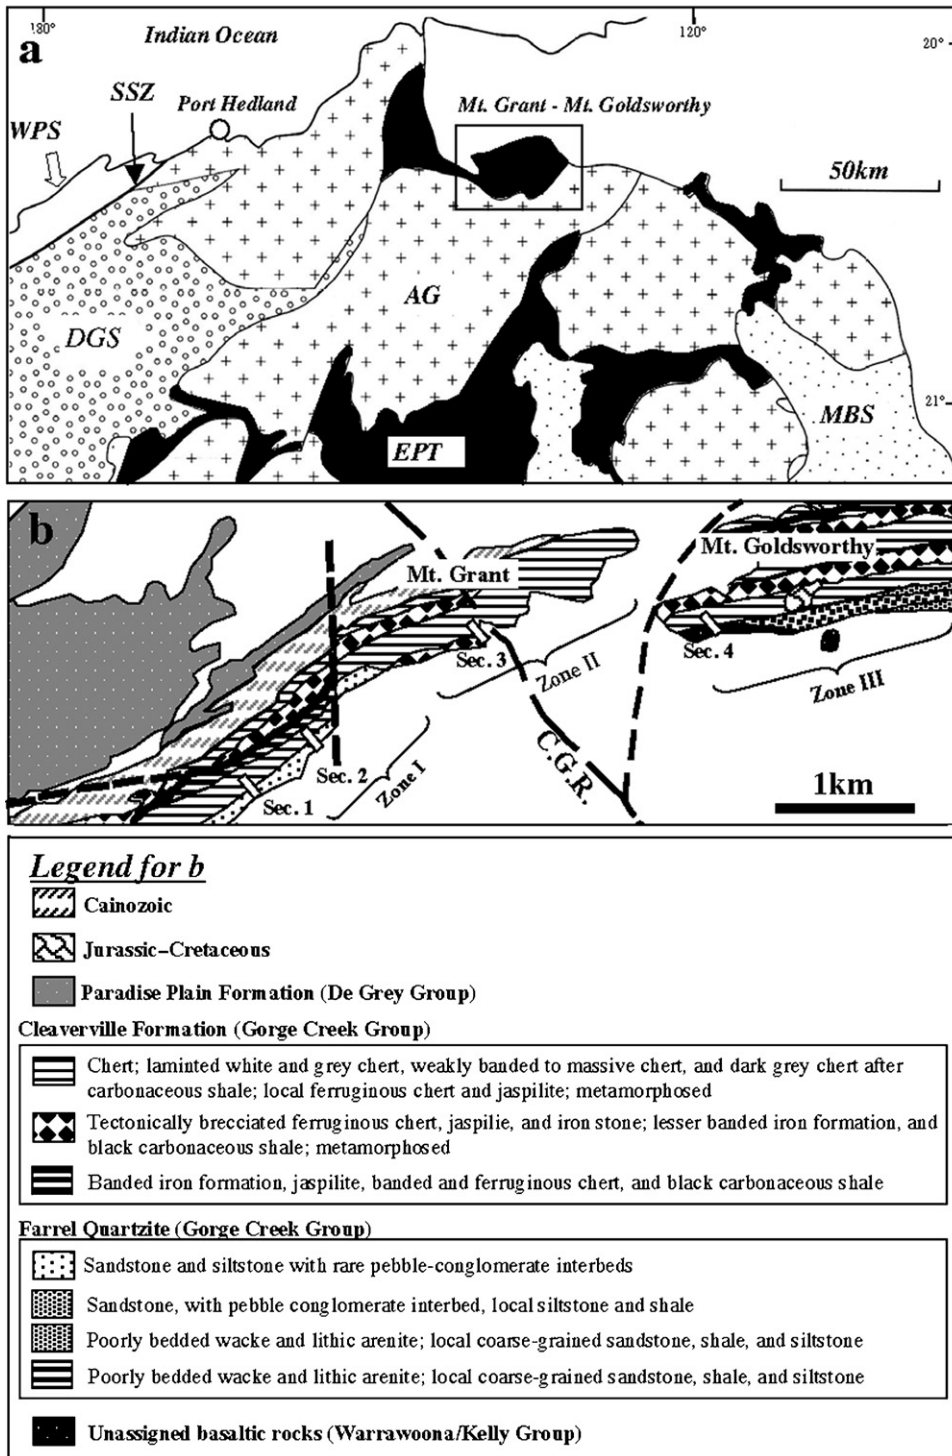 180°
120°
a
Indian Ocean
20°
SSZ
Port Hedland
Mt. Grant - Mt. Goldsworthy
WPS
50km
AG
DGS
MBS
21°
EPT
b
Mt. Goldsworthy
Mt. Grant
Sec. 3
Sec. 4
Zone II
Zone III
Sec. 2
Zone I
C.G.R.
Sec. 1
1km
Legend for b
Cainozoic
Jurassic–Cretaceous
Paradise Plain Formation (De Grey Group)
Cleaverville Formation (Gorge Creek Group)
Chert; laminted white and grey chert, weakly banded to massive chert, and dark grey chert after
carbonaceous shale; local ferruginous chert and jaspilite; metamorphosed
Tectonically brecciated ferruginous chert, jaspilie, and iron stone; lesser banded iron formation, and
black carbonaceous shale; metamorphosed
Banded iron formation, jaspilite, banded and ferruginous chert, and black carbonaceous shale
Farrel Quartzite (Gorge Creek Group)
Sandstone and siltstone with rare pebble-conglomerate interbeds
Sandstone, with pebble conglomerate interbed, local siltstone and shale
Poorly bedded wacke and lithic arenite; local coarse-grained sandstone, shale, and siltstone
Poorly bedded wacke and lithic arenite; local coarse-grained sandstone, shale, and siltstone
Unassigned basaltic rocks (Warrawoona/Kelly Group)